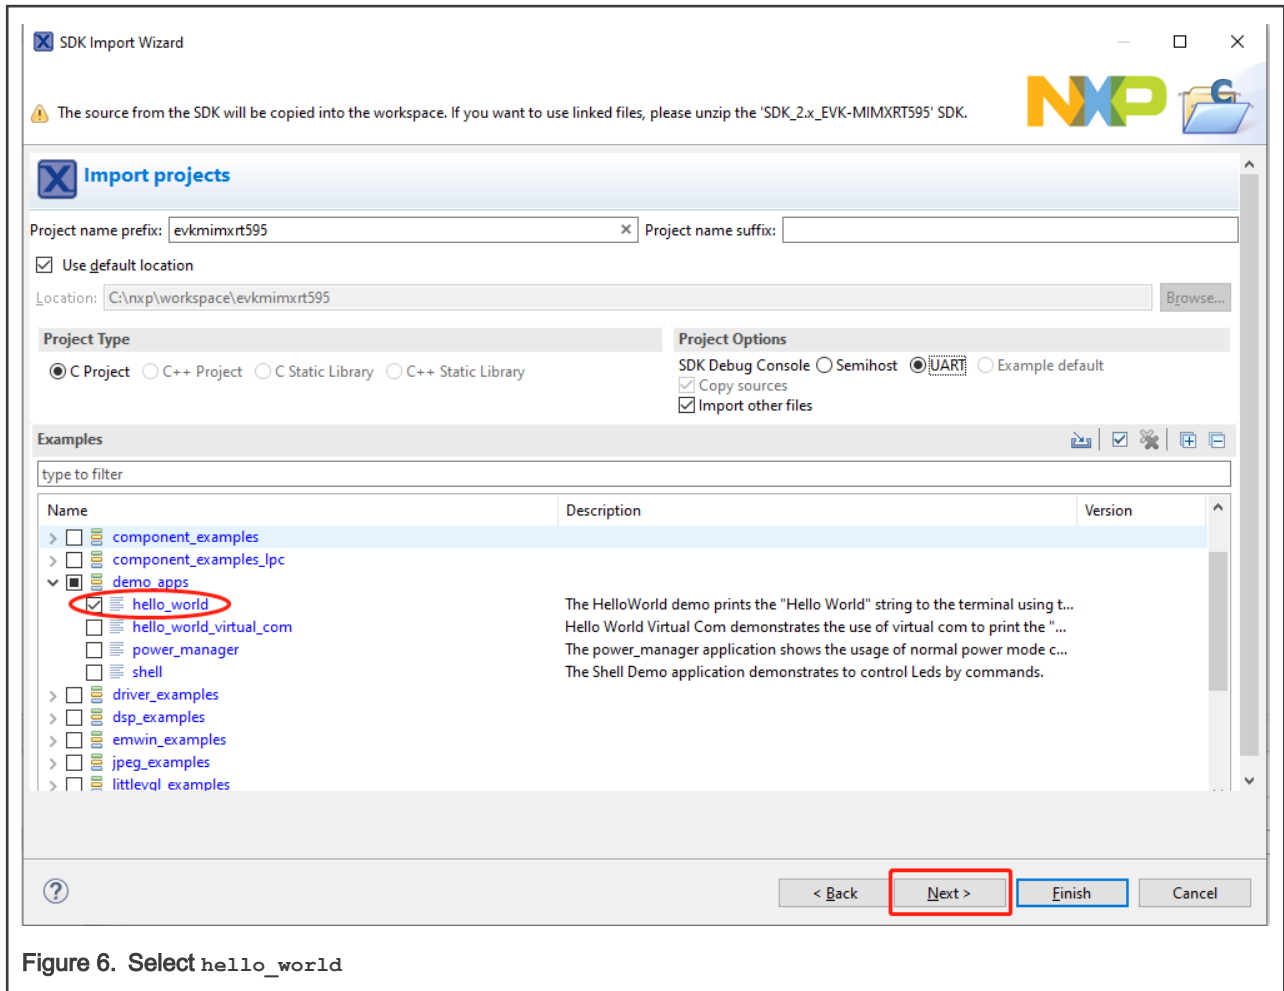 SDK Import Wizard
The source from the SDK will be copied into the workspace. If you want to use linked files, please unzip the 'SDK_2.x_EVK-MIMXRT595' SDK.
NXP
C
X Import projects
Project name prefix: evkmimxrt595 Project name suffix:
Use default location
Location: C:\nxp\workspace\evkmimxrt595 Browse...
Project Type Project Options
C Project C++ Project C Static Library C++ Static Library SDK Debug Console Semihost UART Example default
Copy sources
Import other files
Examples
type to filter
Name Description Version
component_examples
component_examples_lpc
demo_apps
hello_world The HelloWorld demo prints the "Hello World" string to the terminal using t...
hello_world_virtual_com Hello World Virtual Com demonstrates the use of virtual com to print the "...
power_manager The power_manager application shows the usage of normal power mode c...
shell The Shell Demo application demonstrates to control Leds by commands.
driver_examples
dsp_examples
emwin_examples
jpeg_examples
littlevgl_examples
? < Back Next > Finish Cancel
Figure 6. Select hello_world